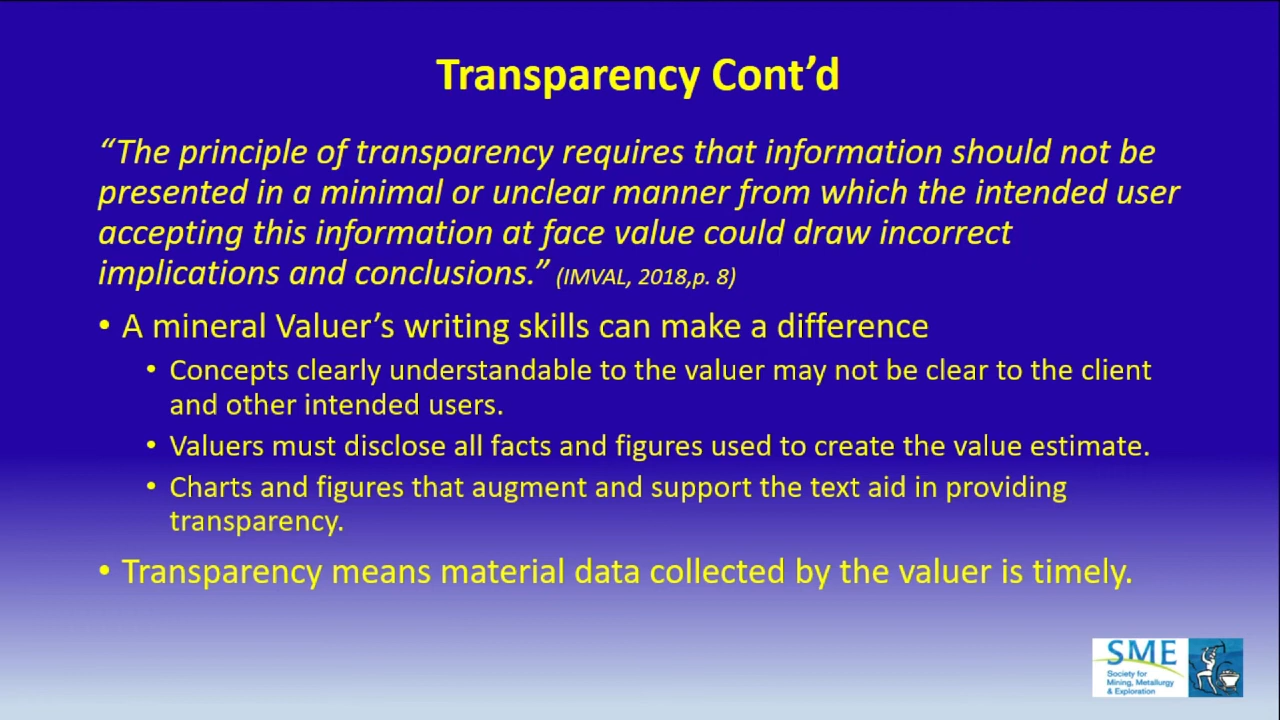 Transparency Cont’d
“The principle of transparency requires that information should not be
presented in a minimal or unclear manner from which the intended user
accepting this information at face value could draw incorrect
implications and conclusions.” (IMVAL, 2018,p. 8)
• A mineral Valuer’s writing skills can make a difference
• Concepts clearly understandable to the valuer may not be clear to the client
and other intended users.
• Valuers must disclose all facts and figures used to create the value estimate.
• Charts and figures that augment and support the text aid in providing
transparency.
• Transparency means material data collected by the valuer is timely.
SME
Society for
Mining, Metallurgy
& Exploration